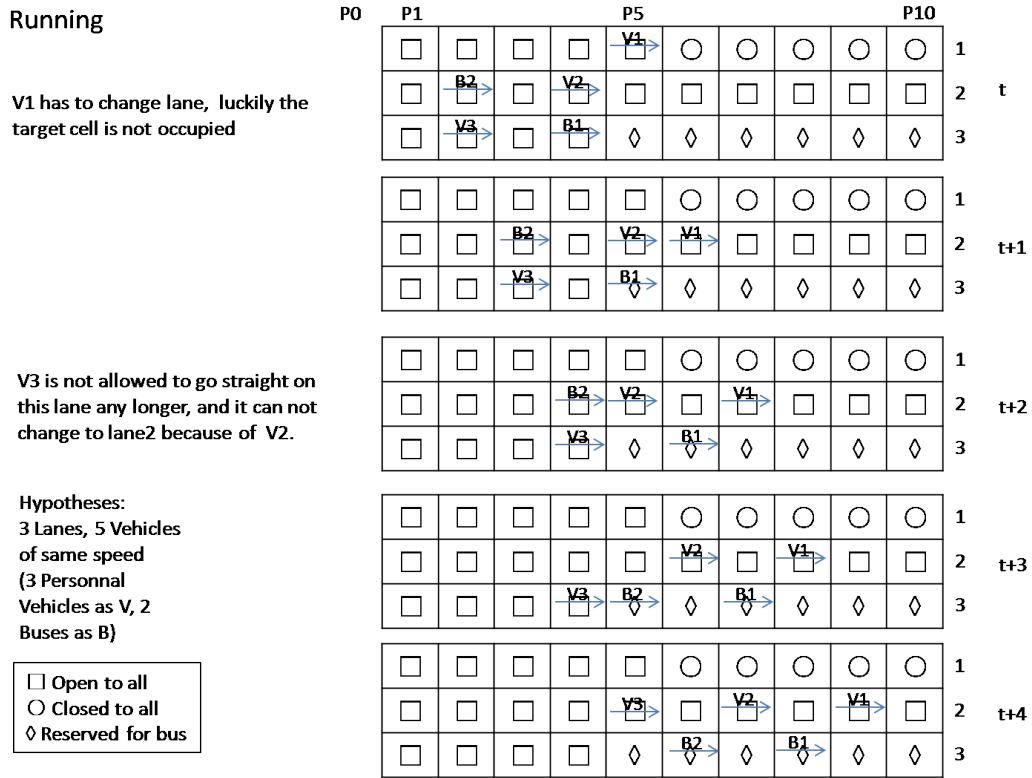 Running
P0 P1 P5 P10
V1 1
B2 V2 2 t
V1 has to change lane, luckily the
target cell is not occupied
V3 B1 3
1
B2 V2 V1 2 t+1
V3 B1 3
1
V3 is not allowed to go straight on
this lane any longer, and it can not
change to lane2 because of V2.
B2 V2 V1 2 t+2
V3 B1 3
Hypotheses:
3 Lanes, 5 Vehicles
of same speed
(3 Personnal
Vehicles as V, 2
Buses as B)
1
V2 V1 2 t+3
V3 B2 B1 3
1
V3 V2 V1 2 t+4
B2 B1 3
Open to all
Closed to all
Reserved for bus